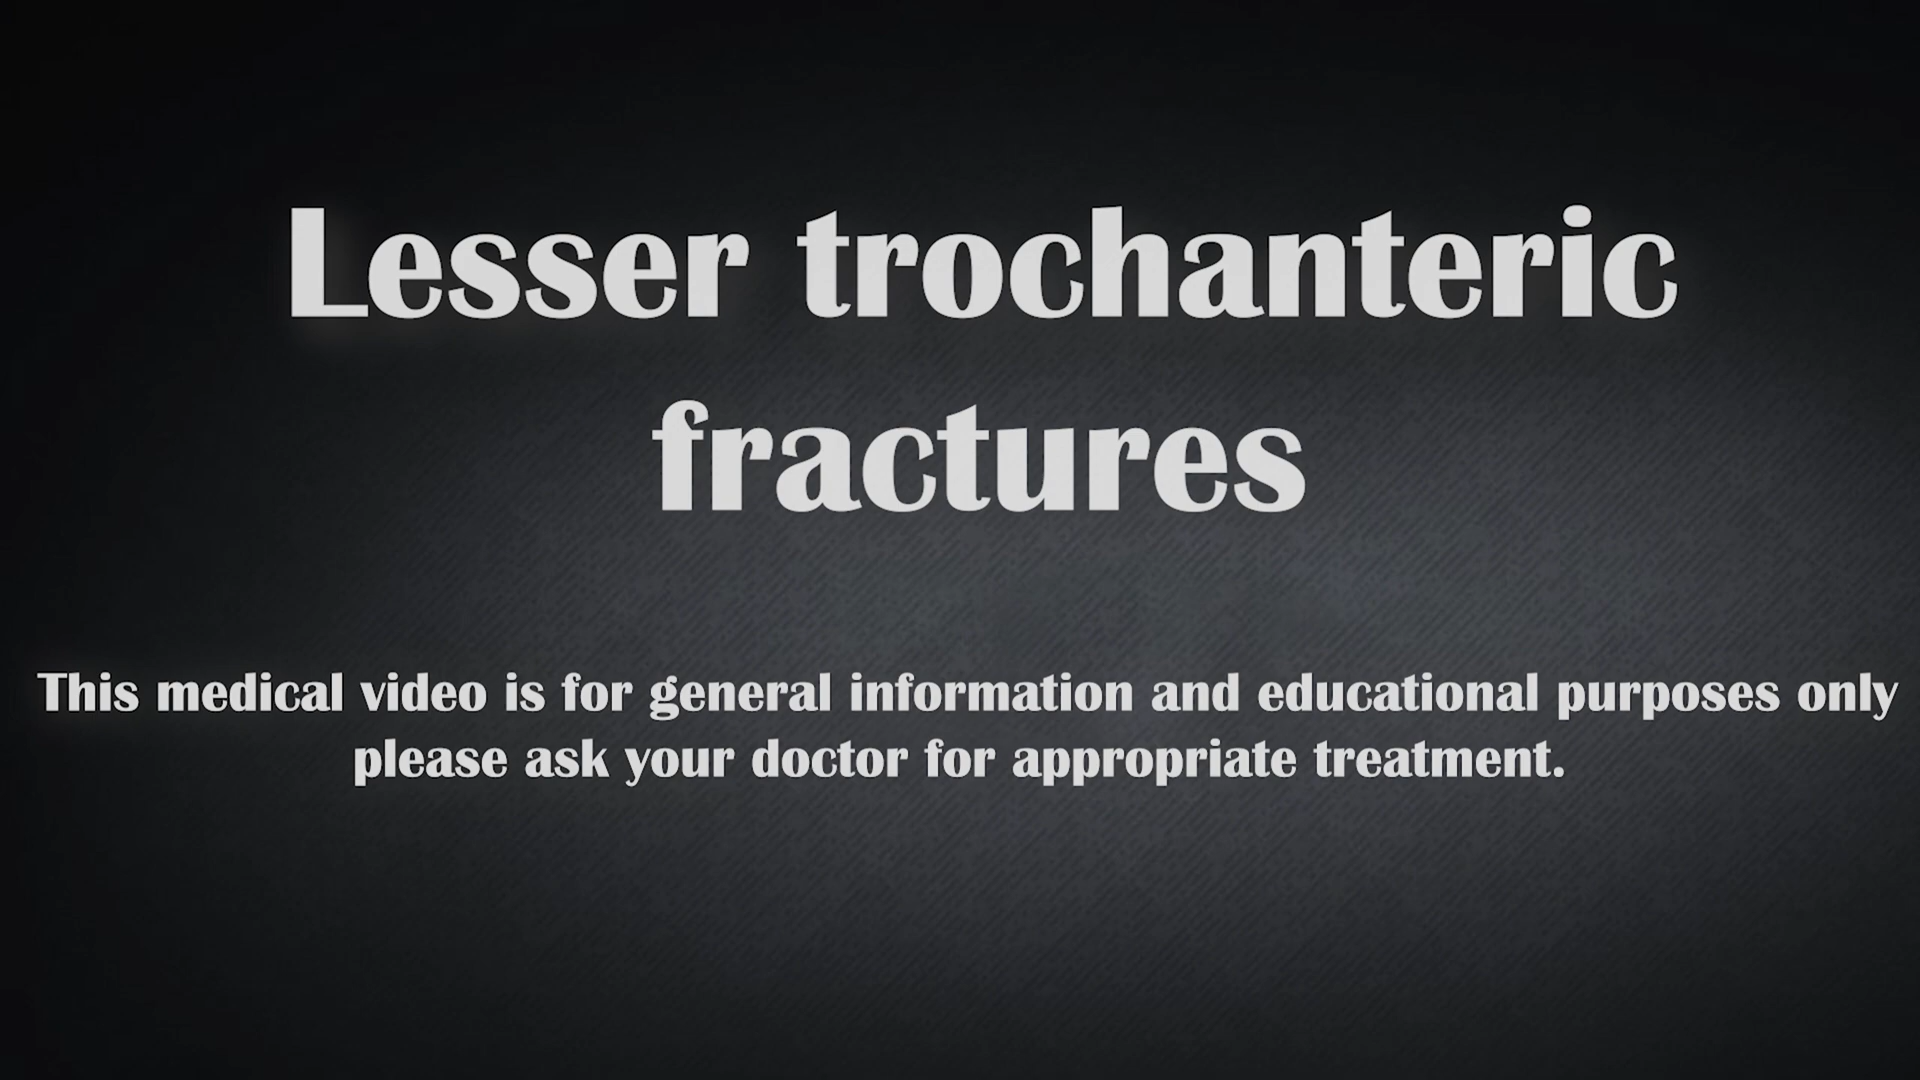 Lesser trochanteric
fractures
This medical video is for general information and educational purposes only
please ask your doctor for appropriate treatment.